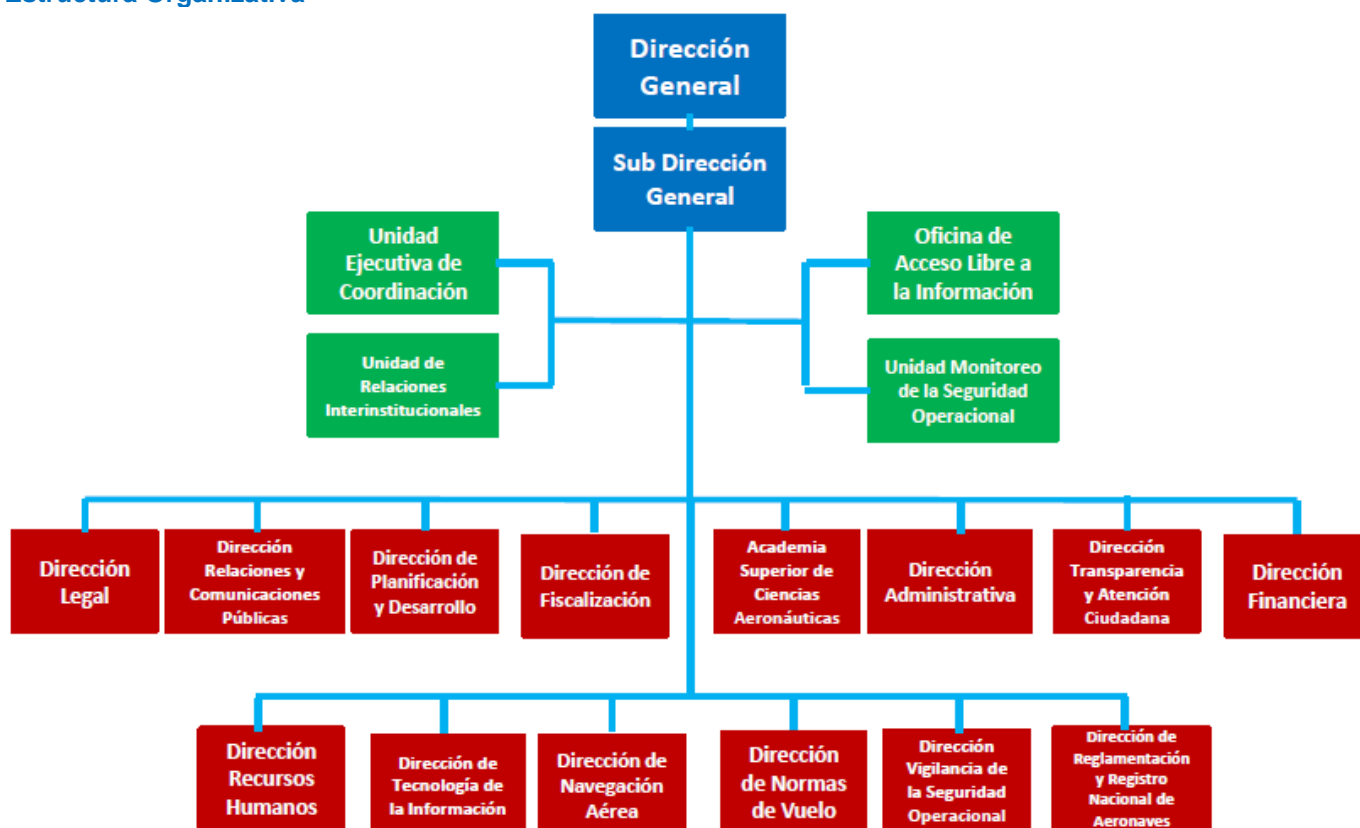 Estructura Organizativa
Dirección
General
Sub Dirección
General
Unidad
Ejecutiva de
Coordinación
Oficina de
Acceso Libre a
la Información
Unidad de
Relaciones
Interinstitucionales
Unidad Monitoreo
de la Seguridad
Operacional
Dirección
Legal
Dirección
Relaciones y
Comunicaciones
Públicas
Dirección de
Planificación
y Desarrollo
Dirección de
Fiscalización
Academia
Superior de
Ciencias
Aeronáuticas
Dirección
Administrativa
Dirección
Transparencia
y Atención
Ciudadana
Dirección
Financiera
Dirección
Recursos
Humanos
Dirección de
Tecnología de
la Información
Dirección de
Navegación
Aérea
Dirección
de Normas
de Vuelo
Dirección
Vigilancia de
la Seguridad
Operacional
Dirección de
Reglamentación
y Registro
Nacional de
Aeronaves